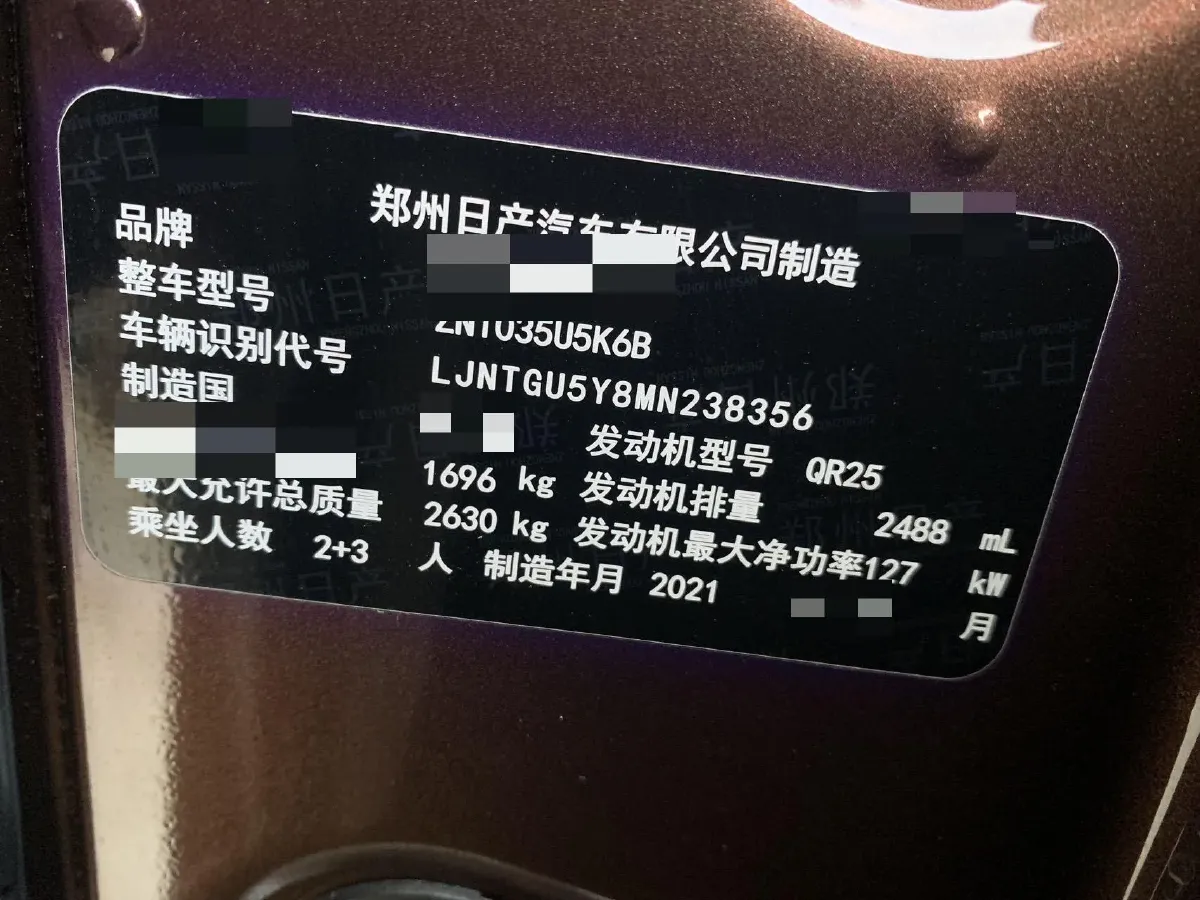 郑州日产汽车有限公司制造
品牌
整车型号 ZN1035U5K6B
车辆识别代号 LJNTGU5Y8MN238356
制造国 发动机型号 QR25
1696 kg 发动机排量 2488 mL
最大允许总质量 2630 kg 发动机最大净功率127 kW
乘坐人数 2+3 人 制造年月 2021 月